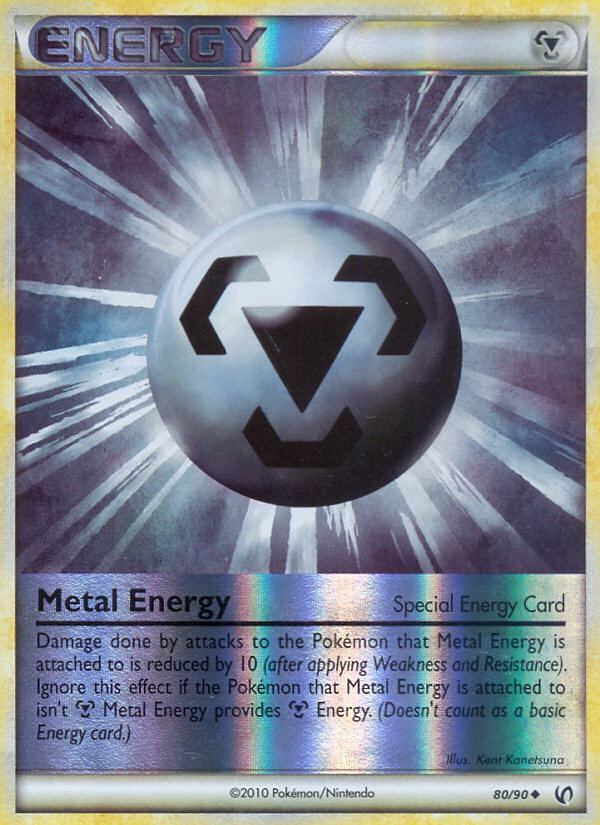 ENERGY
Metal Energy
Special Energy Card
Damage done by attacks to the Pokémon that Metal Energy is
attached to is reduced by 10 (after applying Weakness and Resistance).
Ignore this effect if the Pokémon that Metal Energy is attached to
isn't Metal Energy provides Energy. (Doesn't count as a basic
Energy card.)
Illus. Kent Kanetsuna
©2010 Pokémon/Nintendo
80/90